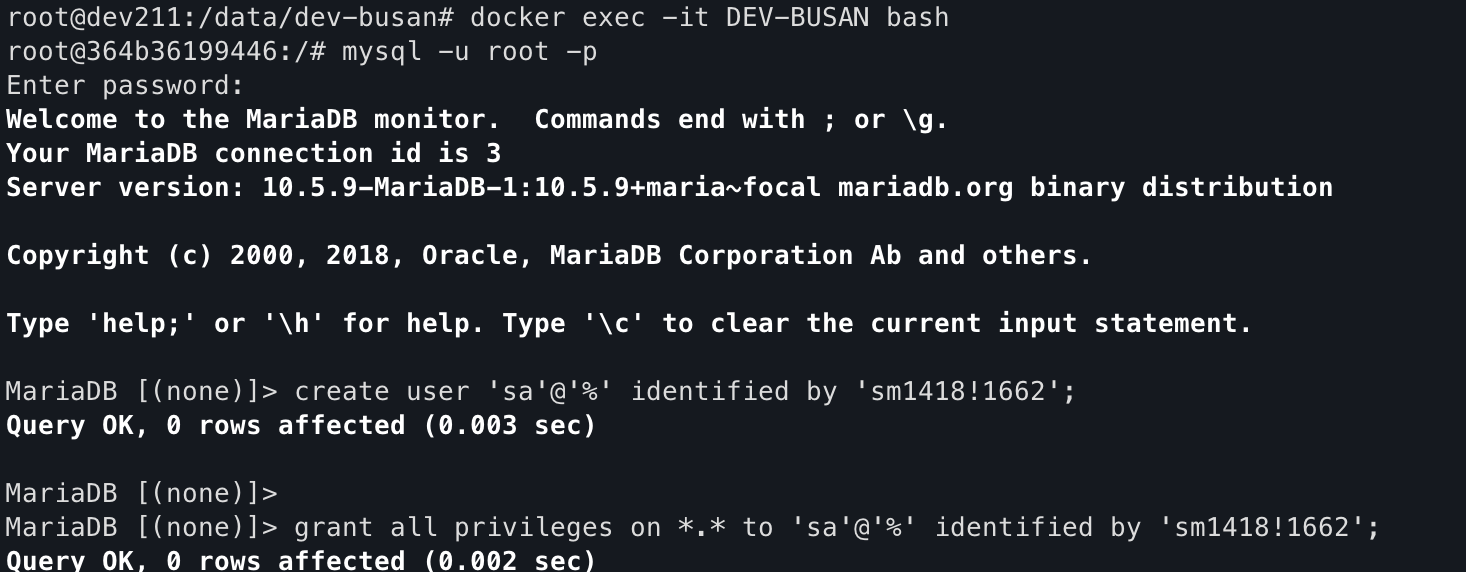 root@dev211:/data/dev-busan# docker exec -it DEV-BUSAN bash
root@364b36199446:/# mysql -u root -p
Enter password:
Welcome to the MariaDB monitor.  Commands end with ; or \g.
Your MariaDB connection id is 3
Server version: 10.5.9-MariaDB-1:10.5.9+maria~focal mariadb.org binary distribution
Copyright (c) 2000, 2018, Oracle, MariaDB Corporation Ab and others.
Type 'help;' or '\h' for help. Type '\c' to clear the current input statement.
MariaDB [(none)]> create user 'sa'@'%' identified by 'sm1418!1662';
Query OK, 0 rows affected (0.003 sec)
MariaDB [(none)]>
MariaDB [(none)]> grant all privileges on *.* to 'sa'@'%' identified by 'sm1418!1662';
Query OK, 0 rows affected (0.002 sec)